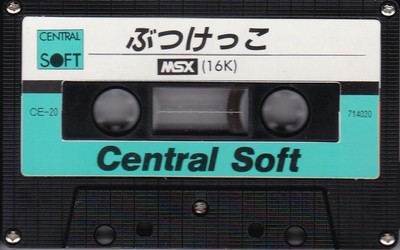 CENTRAL
SOFT
ぶつけっこ
MSX (16K)
CE-20
714020
Central Soft